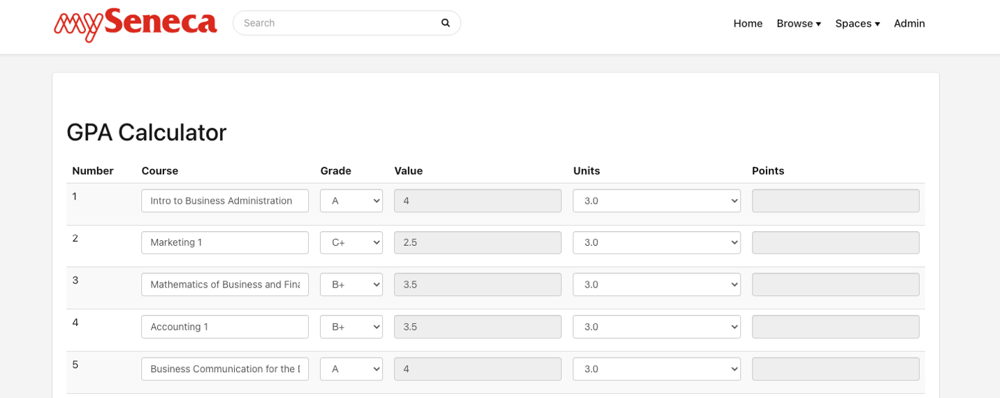 mySeneca
Search
Home Browse ▾ Spaces ▾ Admin
GPA Calculator
Number Course Grade Value Units Points
1 Intro to Business Administration A 4 3.0
2 Marketing 1 C+ 2.5 3.0
3 Mathematics of Business and Fina B+ 3.5 3.0
4 Accounting 1 B+ 3.5 3.0
5 Business Communication for the A 4 3.0